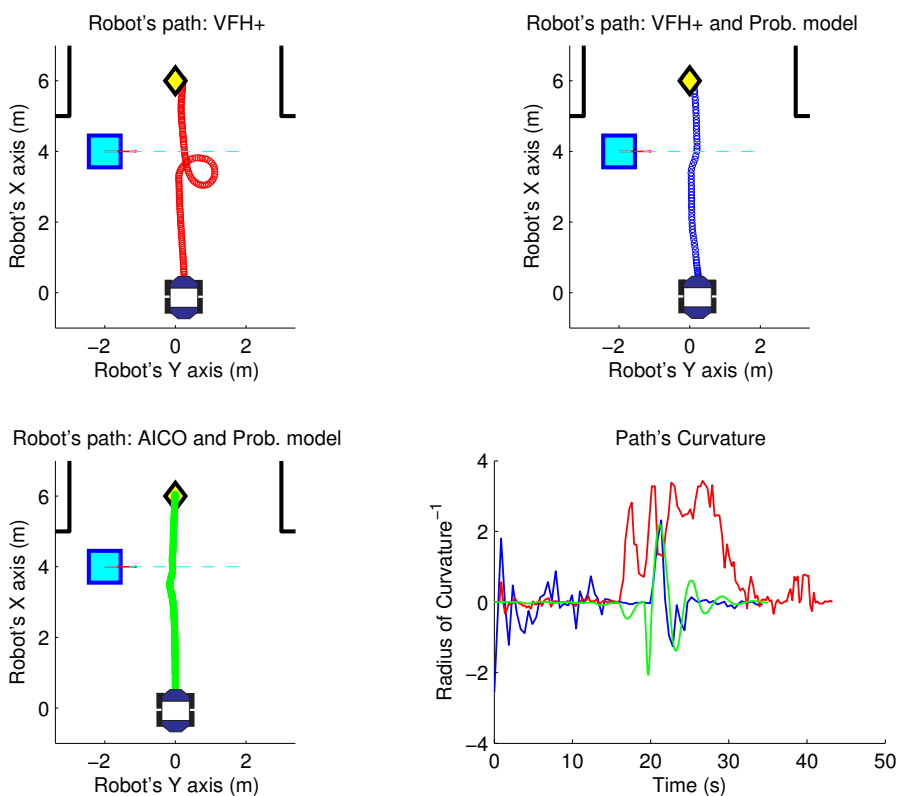 Robot's path: VFH+
Robot's X axis (m)
6
4
2
0
−2 0 2
Robot's Y axis (m)
Robot's path: VFH+ and Prob. model
Robot's X axis (m)
6
4
2
0
−2 0 2
Robot's Y axis (m)
Robot's path: AICO and Prob. model
Robot's X axis (m)
6
4
2
0
−2 0 2
Robot's Y axis (m)
Path's Curvature
Radius of Curvature⁻¹
4
2
0
−2
−4
0 10 20 30 40 50
Time (s)